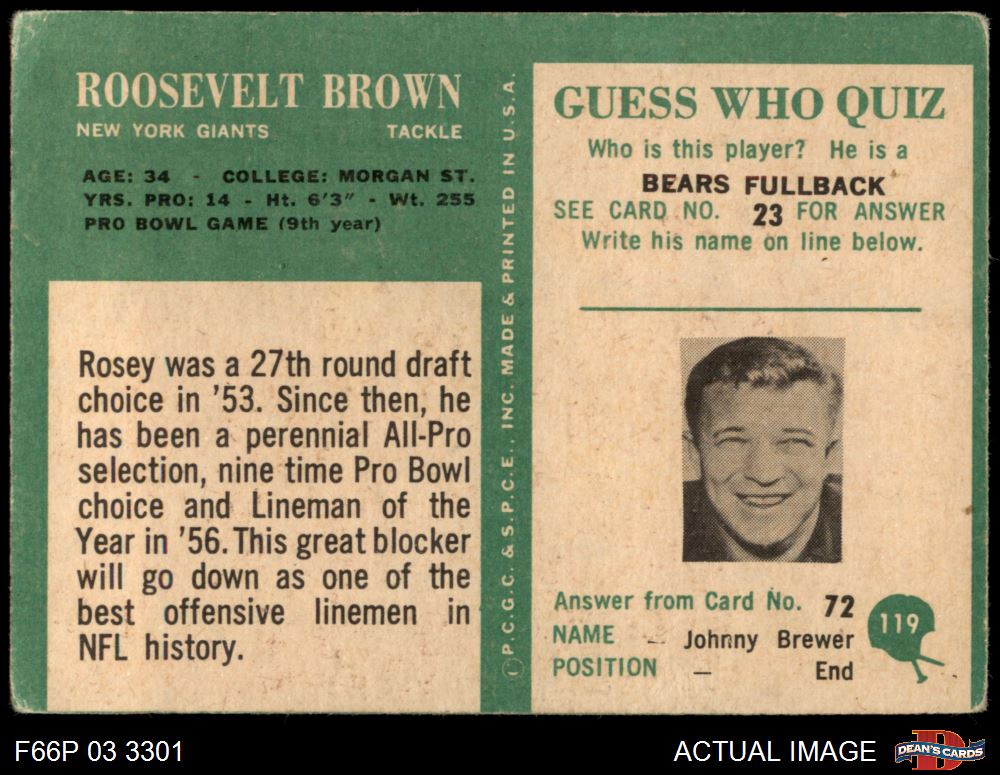 ROOSEVELT BROWN
NEW YORK GIANTS TACKLE
AGE: 34 - COLLEGE: MORGAN ST.
YRS. PRO: 14 - Ht. 6'3" - Wt. 255
PRO BOWL GAME (9th year)
Rosey was a 27th round draft
choice in '53. Since then, he
has been a perennial All-Pro
selection, nine time Pro Bowl
choice and Lineman of the
Year in '56. This great blocker
will go down as one of the
best offensive linemen in
NFL history.
Ⓒ P.C.G.C. & S.P.C.E., INC. MADE & PRINTED IN U.S.A.
GUESS WHO QUIZ
Who is this player? He is a
BEARS FULLBACK
SEE CARD NO. 23 FOR ANSWER
Write his name on line below.
Answer from Card No. 72
NAME – Johnny Brewer
POSITION – End
119
F66P 03 3301
ACTUAL IMAGE
D
DEAN'S CARDS